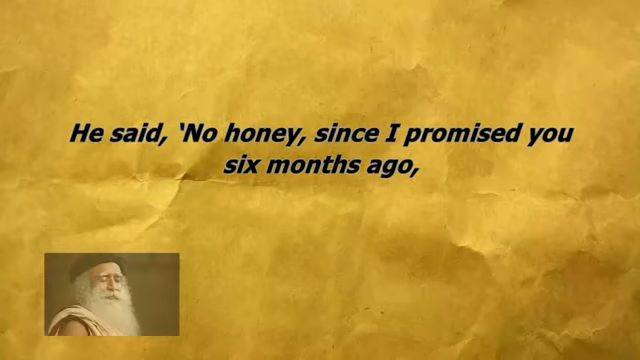 He said, ‘No honey, since I promised you
six months ago,